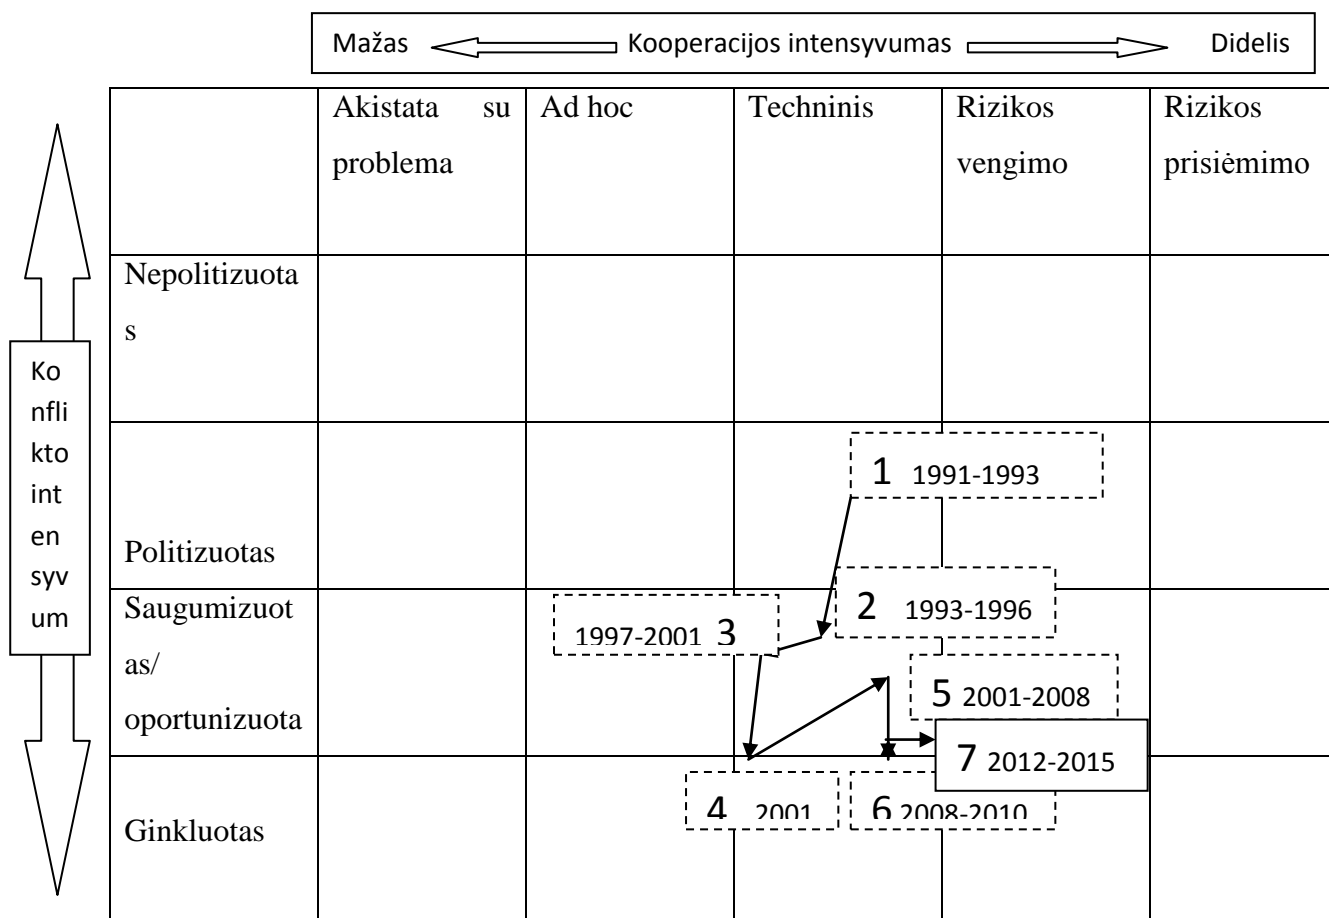 Mažas Kooperacijos intensyvumas Didelis
Akistata su
problema
Ad hoc
Techninis
Rizikos
vengimo
Rizikos
prisiėmimo
Ko
nfli
kto
int
en
syv
um
Nepolitizuota
s
Politizuotas
1 1991-1993
Saugumizuot
as/
oportunizuota
2 1993-1996
1997-2001 3
5 2001-2008
7 2012-2015
Ginkluotas
4 2001
6 2008-2010